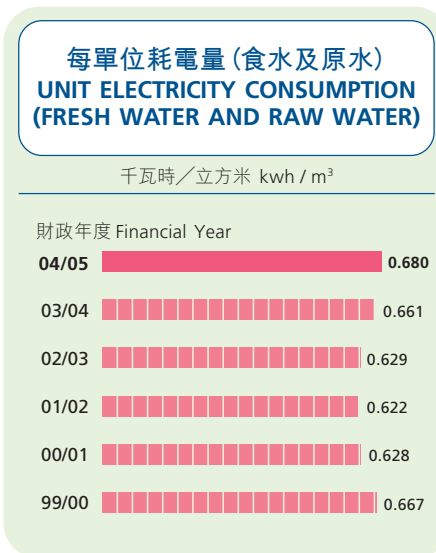 每單位耗電量 (食水及原水)
UNIT ELECTRICITY CONSUMPTION
(FRESH WATER AND RAW WATER)
千瓦時／立方米 kwh / m³
財政年度 Financial Year
04/05 0.680
03/04 0.661
02/03 0.629
01/02 0.622
00/01 0.628
99/00 0.667